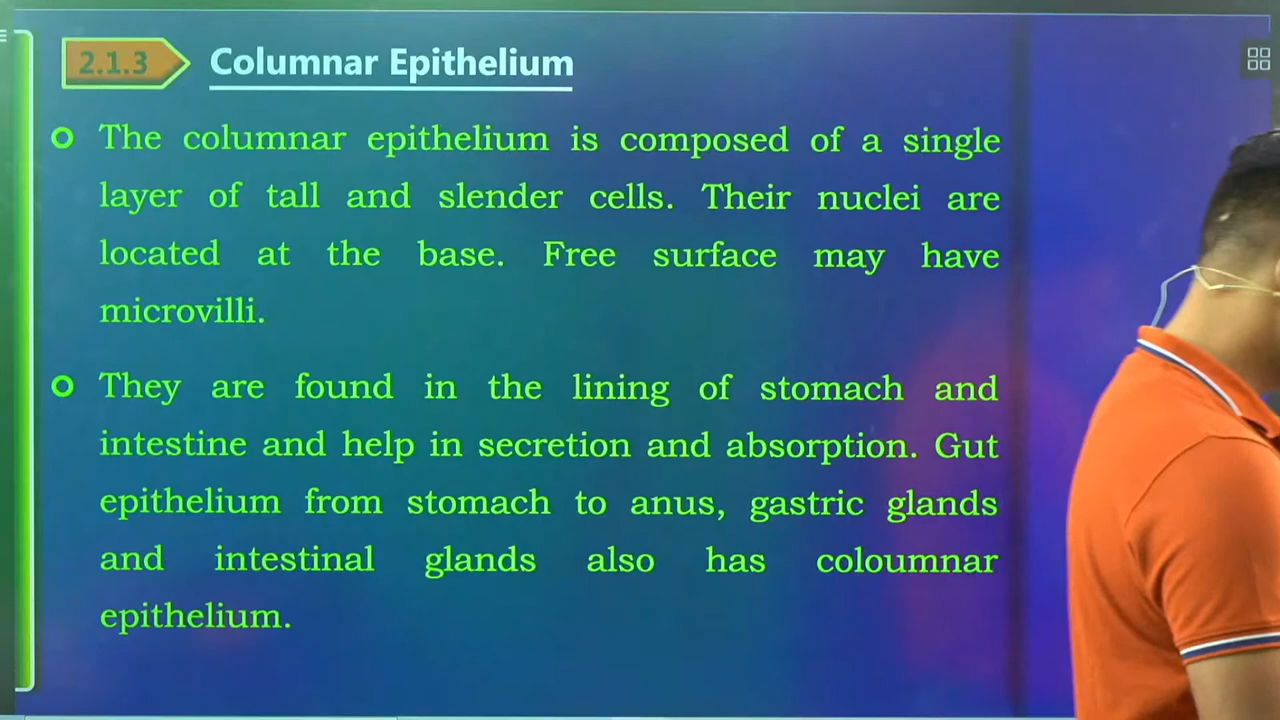 2.1.3 Columnar Epithelium
The columnar epithelium is composed of a single
layer of tall and slender cells. Their nuclei are
located at the base. Free surface may have
microvilli.
They are found in the lining of stomach and
intestine and help in secretion and absorption. Gut
epithelium from stomach to anus, gastric glands
and intestinal glands also has coloumnar
epithelium.